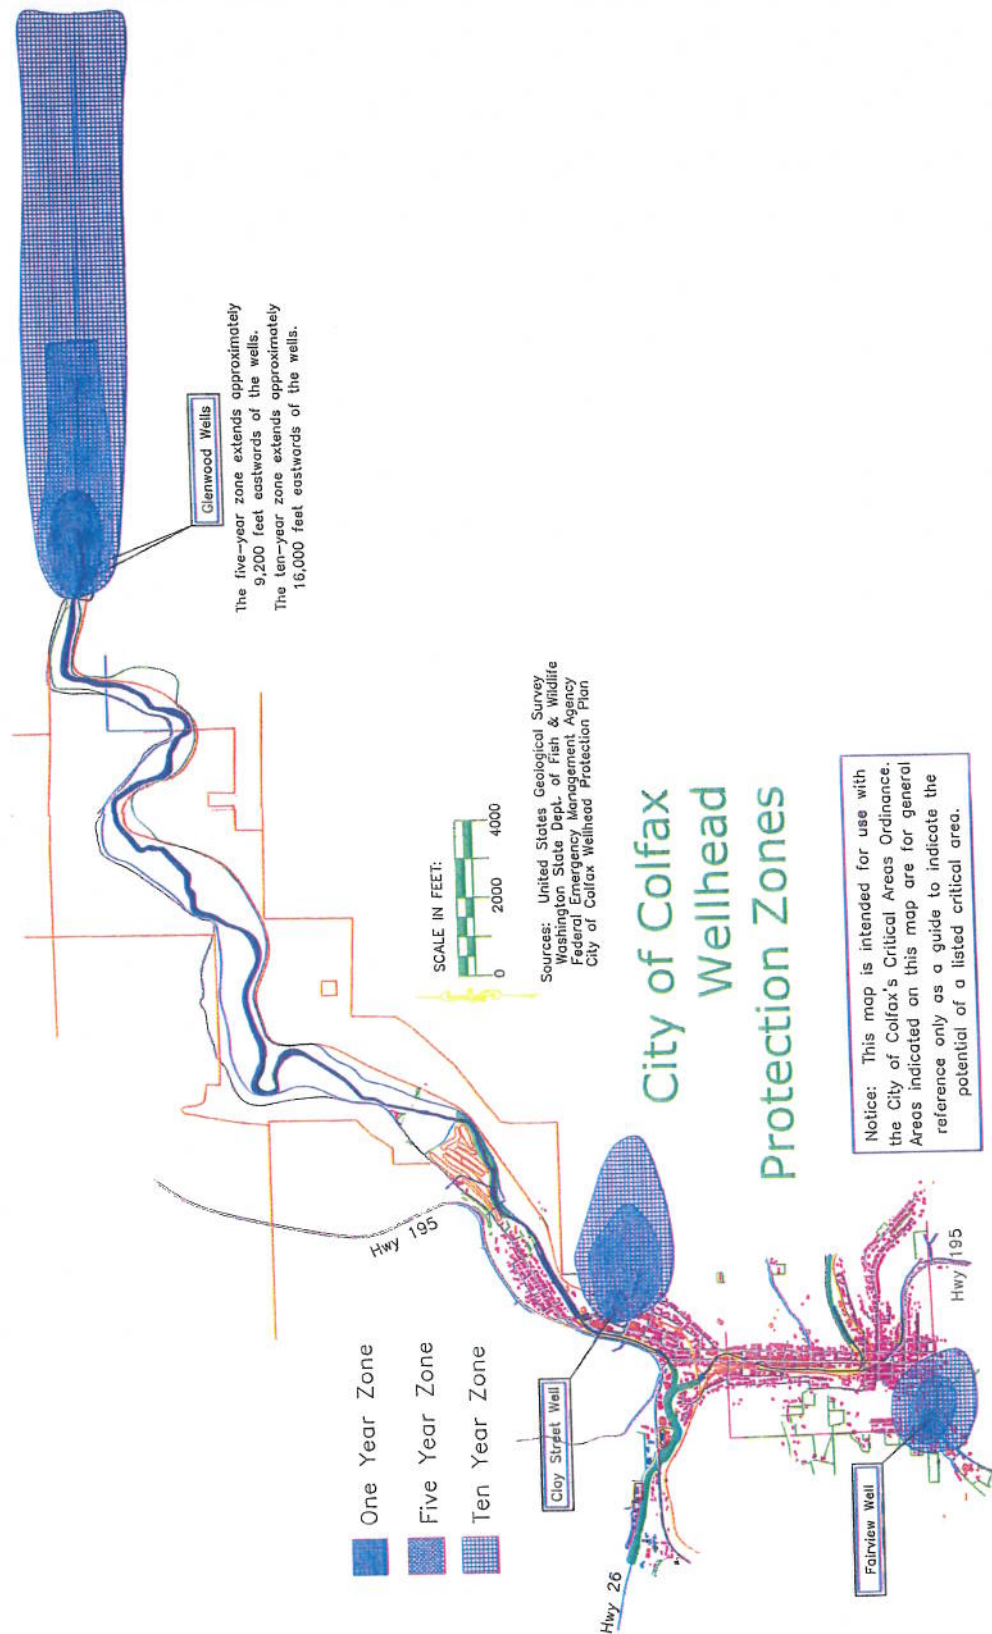 Glenwood Wells
The five-year zone extends approximately
9,200 feet eastwards of the wells.
The ten-year zone extends approximately
16,000 feet eastwards of the wells.
Hwy 195
SCALE IN FEET:
0 2000 4000
Sources: United States Geological Survey
Washington State Dept. of Fish & Wildlife
Federal Emergency Management Agency
City of Colfax Wellhead Protection Plan
City of Colfax
Wellhead
Protection Zones
One Year Zone
Five Year Zone
Ten Year Zone
Clay Street Well
Hwy 26
Fairview Well
Hwy 195
Notice: This map is intended for use with
the City of Colfax's Critical Areas Ordinance.
Areas indicated on this map are for general
reference only as a guide to indicate the
potential of a listed critical area.